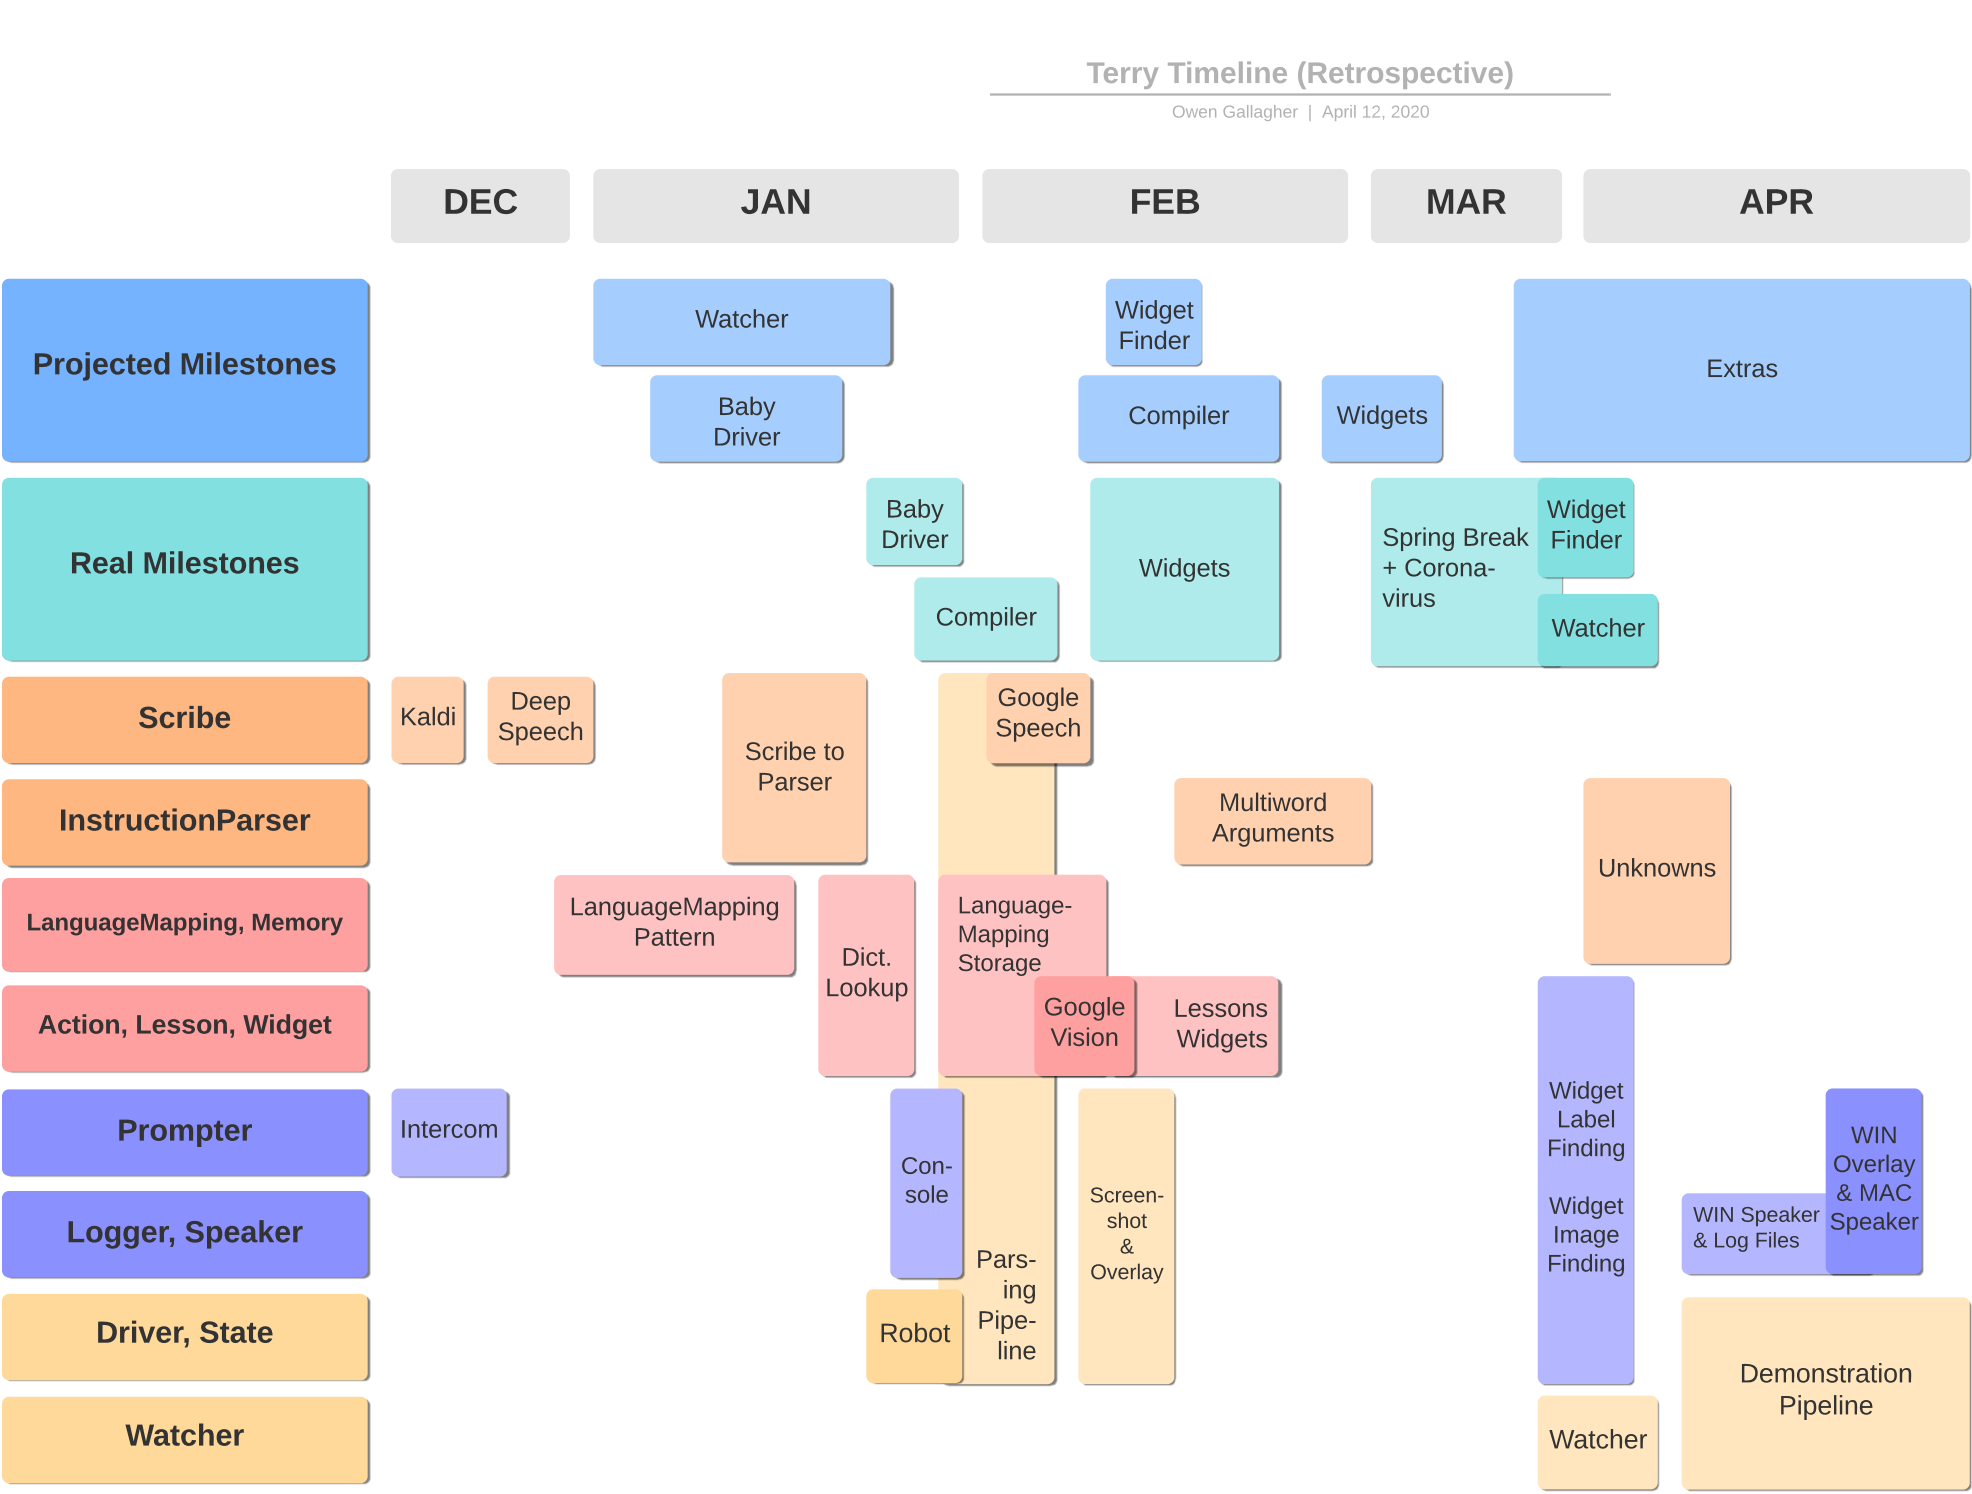 Terry Timeline (Retrospective)
Owen Gallagher | April 12, 2020
DEC
JAN
FEB
MAR
APR
Projected Milestones
Watcher
Baby
Driver
Widget
Finder
Compiler
Widgets
Extras
Real Milestones
Baby
Driver
Compiler
Widgets
Spring Break
+ Corona-
virus
Widget
Finder
Watcher
Scribe
Kaldi
Deep
Speech
Scribe to
Parser
Google
Speech
InstructionParser
Multiword
Arguments
Unknowns
LanguageMapping, Memory
LanguageMapping
Pattern
Dict.
Lookup
Language-
Mapping
Storage
Action, Lesson, Widget
Google
Vision
Lessons
Widgets
Prompter
Intercom
Con-
sole
Screen-
shot
&
Overlay
Widget
Label
Finding
Widget
Image
Finding
WIN
Overlay
& MAC
Speaker
Logger, Speaker
WIN Speaker
& Log Files
Pars-
ing
Pipe-
line
Driver, State
Robot
Demonstration
Pipeline
Watcher
Watcher